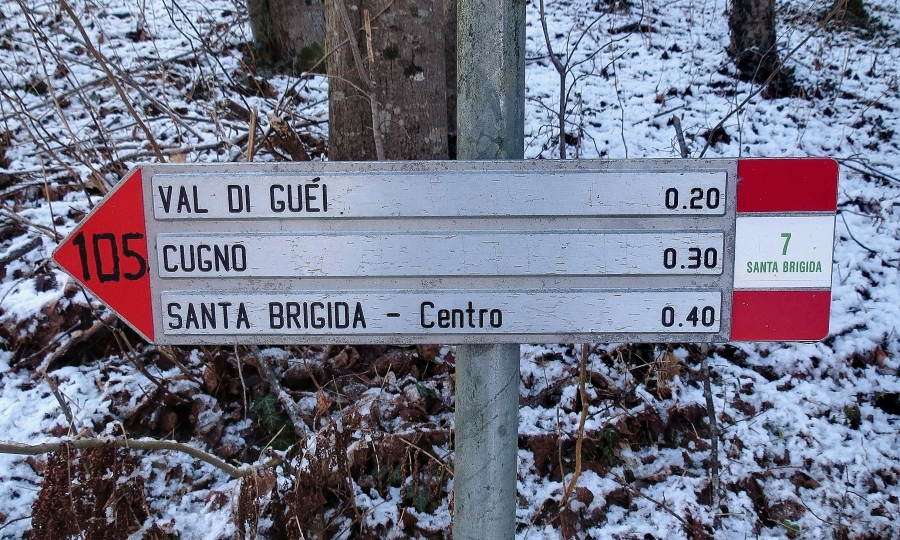 105
VAL DI GUÉI 0.20
CUGNO 0.30
SANTA BRIGIDA - Centro 0.40
7
SANTA BRIGIDA